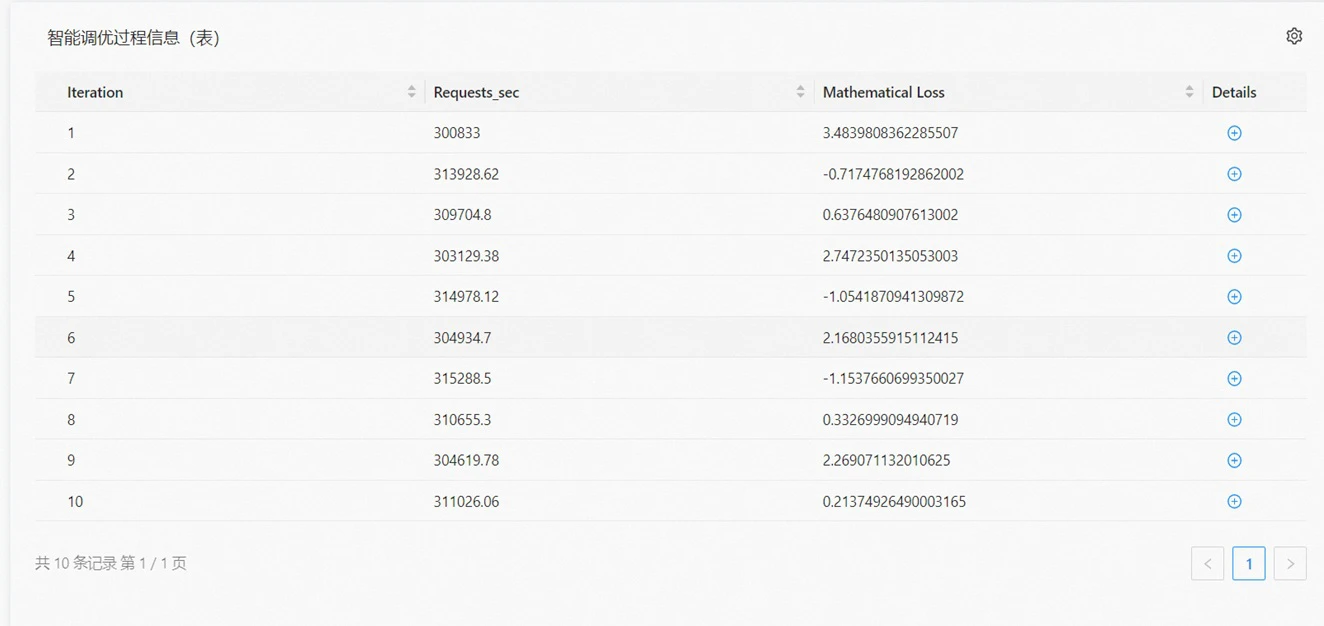 智能调优过程信息（表）
Iteration Requests_sec Mathematical Loss Details
1 300833 3.4839808362285507
2 313928.62 -0.7174768192862002
3 309704.8 0.6376480907613002
4 303129.38 2.7472350135053003
5 314978.12 -1.0541870941309872
6 304934.7 2.1680355915112415
7 315288.5 -1.1537660699350027
8 310655.3 0.3326999094940719
9 304619.78 2.269071132010625
10 311026.06 0.21374926490003165
共 10 条记录 第 1 / 1 页 < 1 >